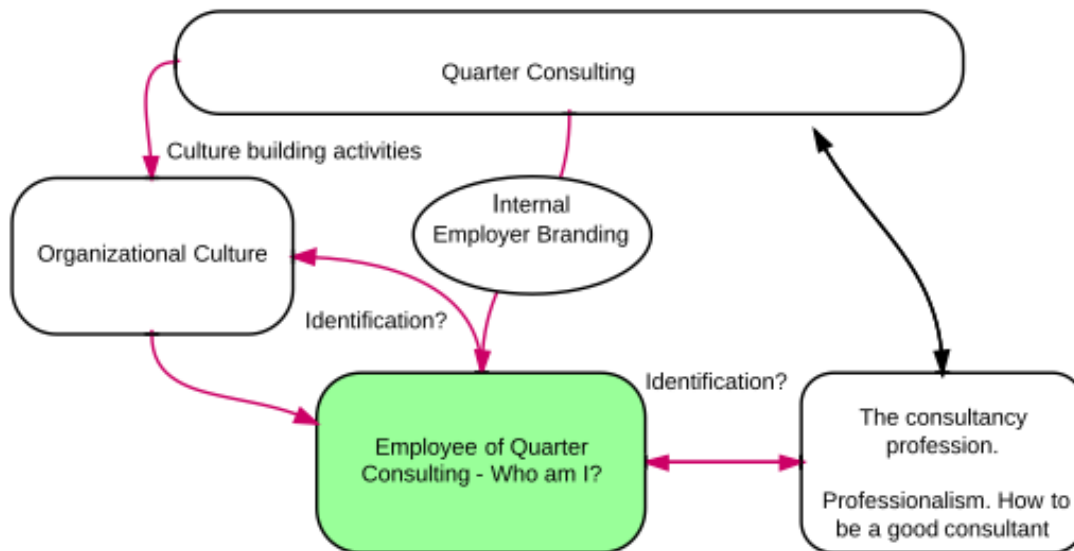 Quarter Consulting
Culture building activities
Internal
Employer Branding
Organizational Culture
Identification?
Identification?
Employee of Quarter
Consulting - Who am I?
The consultancy
profession.
Professionalism. How to
be a good consultant